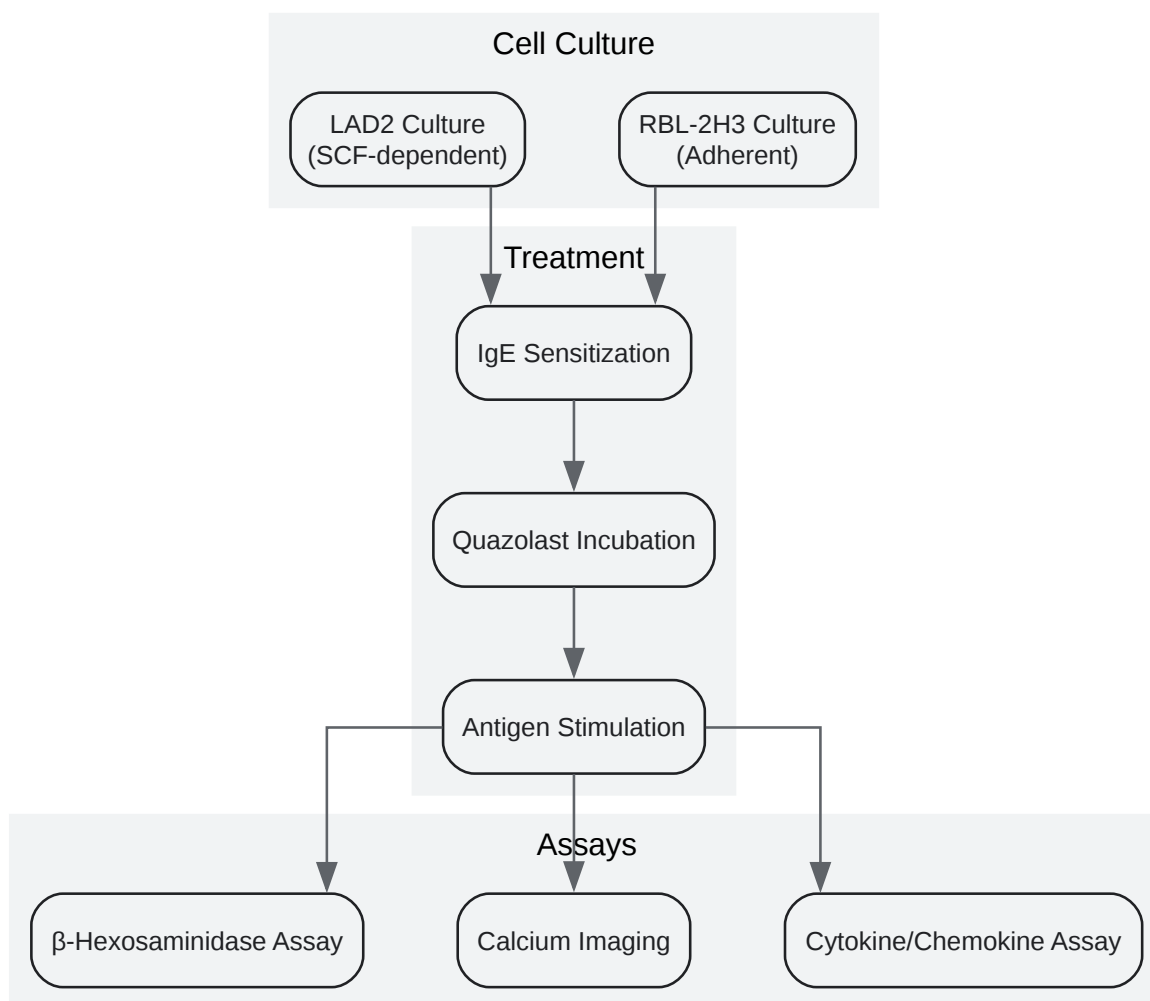 Cell Culture
LAD2 Culture
(SCF-dependent)
RBL-2H3 Culture
(Adherent)
Treatment
IgE Sensitization
Quazolast Incubation
Antigen Stimulation
Assays
β-Hexosaminidase Assay
Calcium Imaging
Cytokine/Chemokine Assay